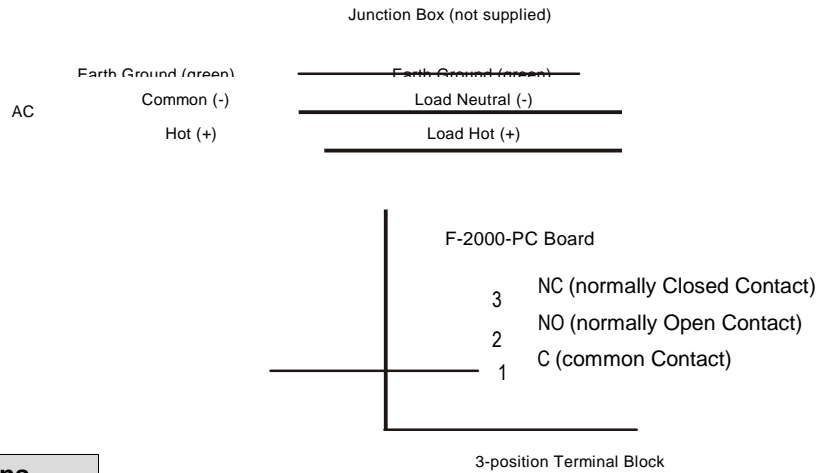 Junction Box (not supplied)
Earth Ground (green) Earth Ground (green)
AC
Common (-) Load Neutral (-)
Hot (+) Load Hot (+)
F-2000-PC Board
3 NC (normally Closed Contact)
2 NO (normally Open Contact)
1 C (common Contact)
3-position Terminal Block